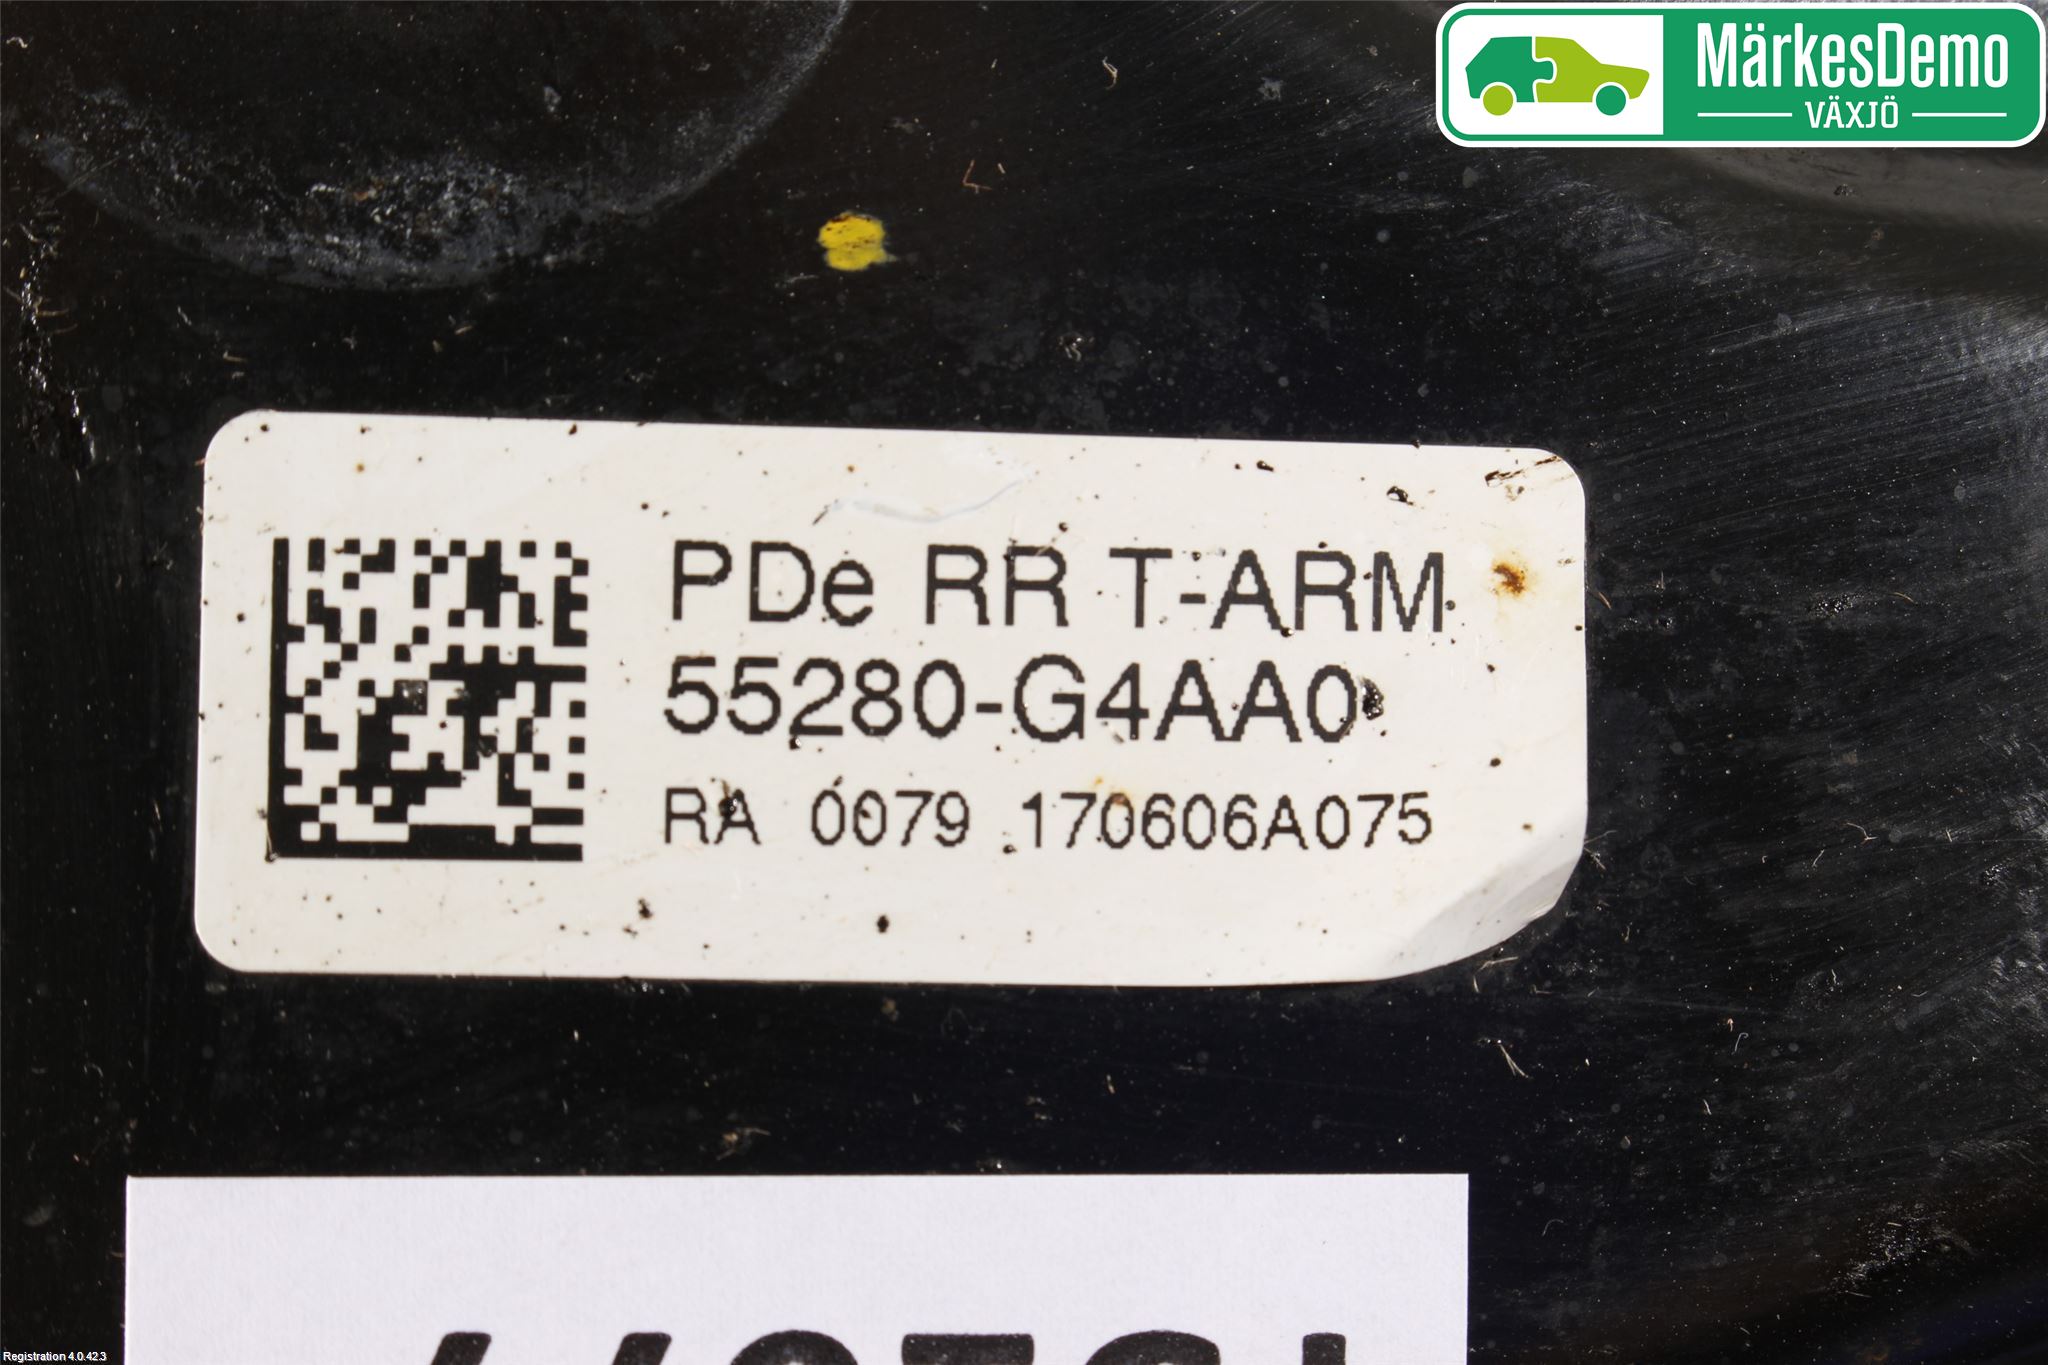 MärkesDemo
VÄXJÖ
PDe RR T-ARM
55280-G4AA0
RA 0079 170606A075
Registration 4.0.42.3